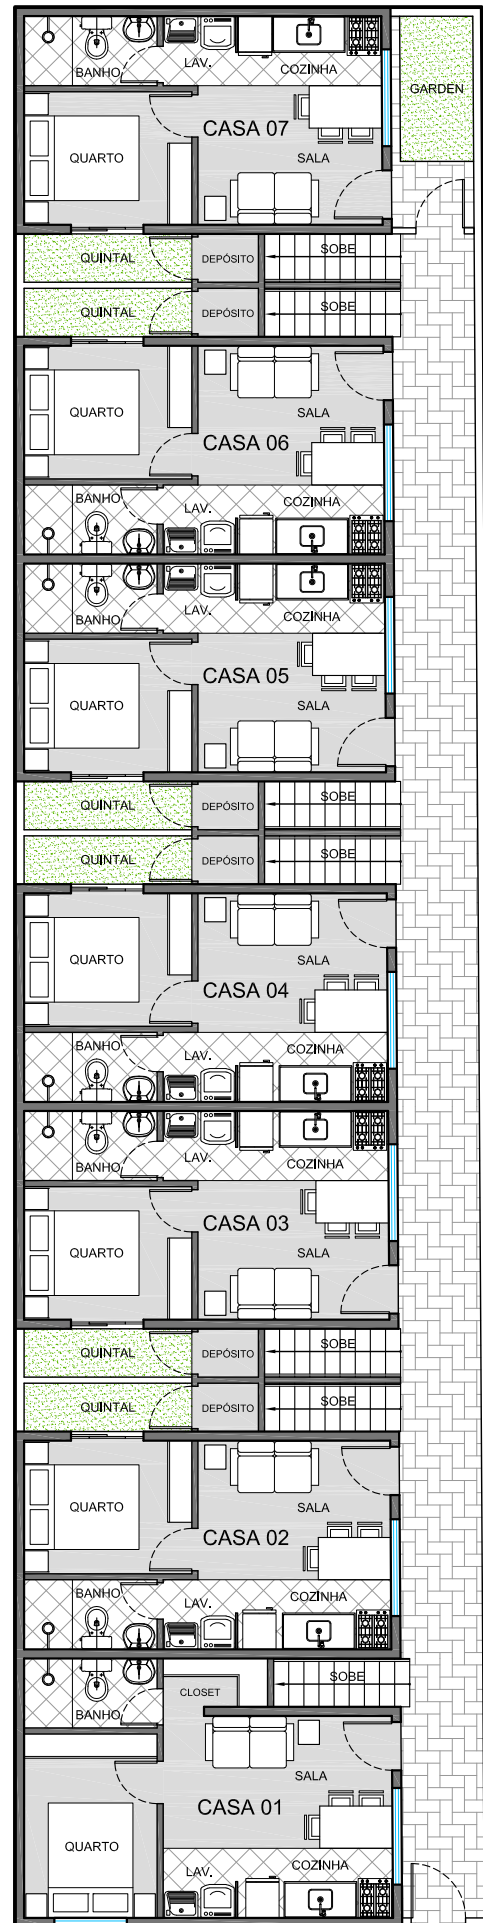 BANHO
LAV.
COZINHA
GARDEN
CASA 07
QUARTO
SALA
QUINTAL
DEPÓSITO
SOBE
QUINTAL
DEPÓSITO
SOBE
QUARTO
SALA
CASA 06
BANHO
LAV.
COZINHA
BANHO
LAV.
COZINHA
CASA 05
QUARTO
SALA
QUINTAL
DEPÓSITO
SOBE
QUINTAL
DEPÓSITO
SOBE
QUARTO
SALA
CASA 04
BANHO
LAV.
COZINHA
BANHO
LAV.
COZINHA
CASA 03
QUARTO
SALA
QUINTAL
DEPÓSITO
SOBE
QUINTAL
DEPÓSITO
SOBE
QUARTO
SALA
CASA 02
BANHO
LAV.
COZINHA
BANHO
CLOSET
SOBE
SALA
CASA 01
QUARTO
LAV.
COZINHA